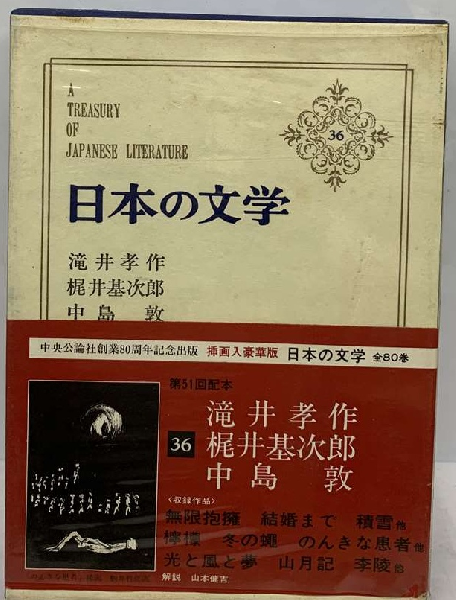 A
TREASURY
OF
JAPANESE LITERATURE
36
日本の文学
滝井孝作
梶井基次郎
中島 敦
中央公論社創業80周年記念出版 挿画入豪華版 日本の文学 全80巻
第51回配本
36
滝井孝作
梶井基次郎
中島 敦
〈収録作品〉
無限抱擁 結婚まで 積雪 他
檸檬 冬の蠅 のんきな患者 他
光と風と夢 山月記 李陵 他
解説 山本健吉